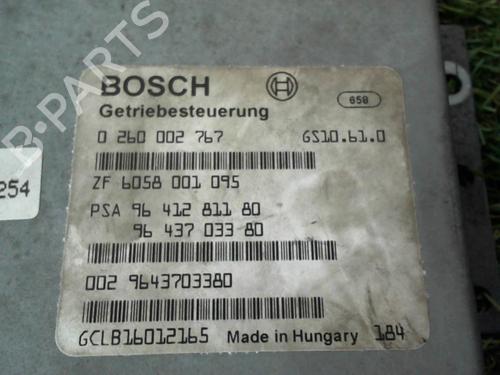 BOSCH
658
Getriebesteuerung
0 260 002 767 GS10.61.0
ZF 6058 001 095
PSA 96 412 811 80
96 437 033 80
002 9643703380
GCLB16012165 Made in Hungary 184
254
B-PARTS